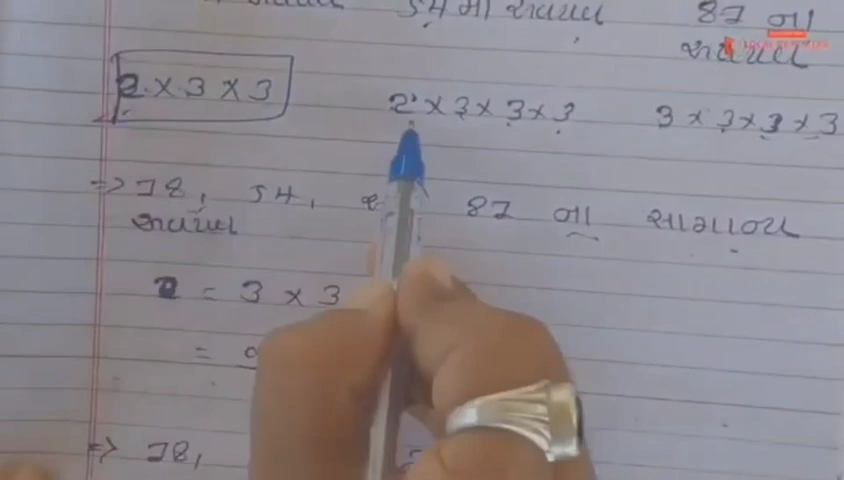 54 ના અવયવ 81 ના
અવયવ
2 × 3 × 3 2 × 3 × 3 × 3 3 × 3 × 3 × 3
=> 18, 54, 81 ના સામાન્ય
અવયવ
= 3 × 3
=
=> 18,